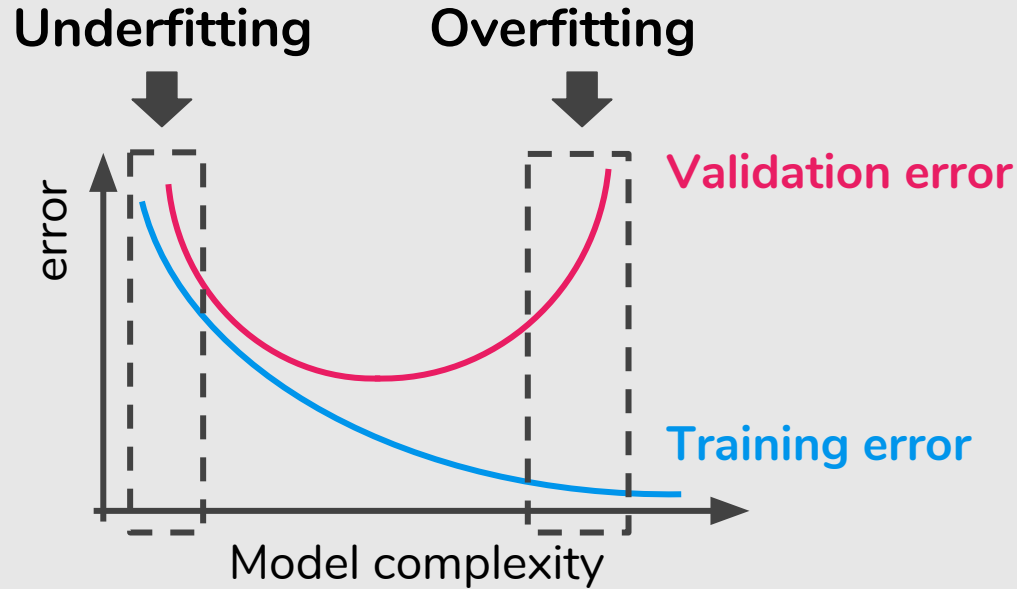 Underfitting
Overfitting
Validation error
error
Training error
Model complexity